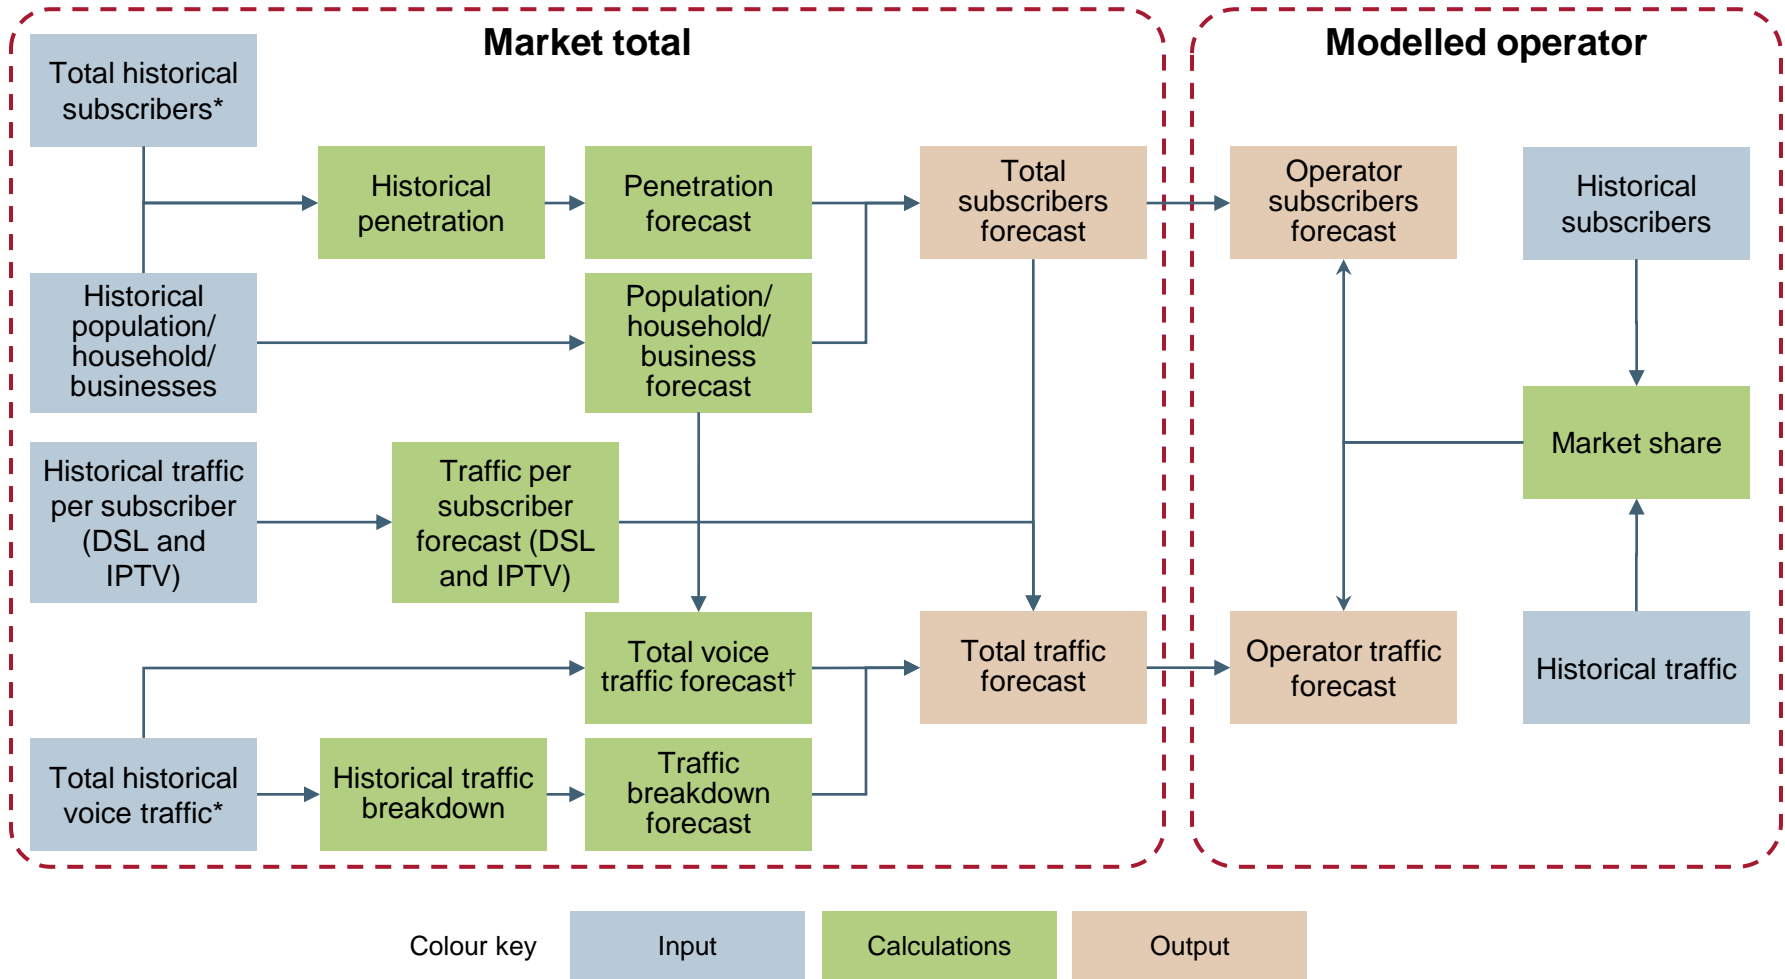 Market total
Modelled operator
Total historical
subscribers*
Historical
penetration
Penetration
forecast
Total
subscribers
forecast
Operator
subscribers
forecast
Historical
subscribers
Historical
population/
household/
businesses
Population/
household/
business
forecast
Market share
Historical traffic
per subscriber
(DSL and
IPTV)
Traffic per
subscriber
forecast (DSL
and IPTV)
Total voice
traffic forecast†
Total traffic
forecast
Operator traffic
forecast
Historical traffic
Total historical
voice traffic*
Historical traffic
breakdown
Traffic
breakdown
forecast
Colour key
Input
Calculations
Output